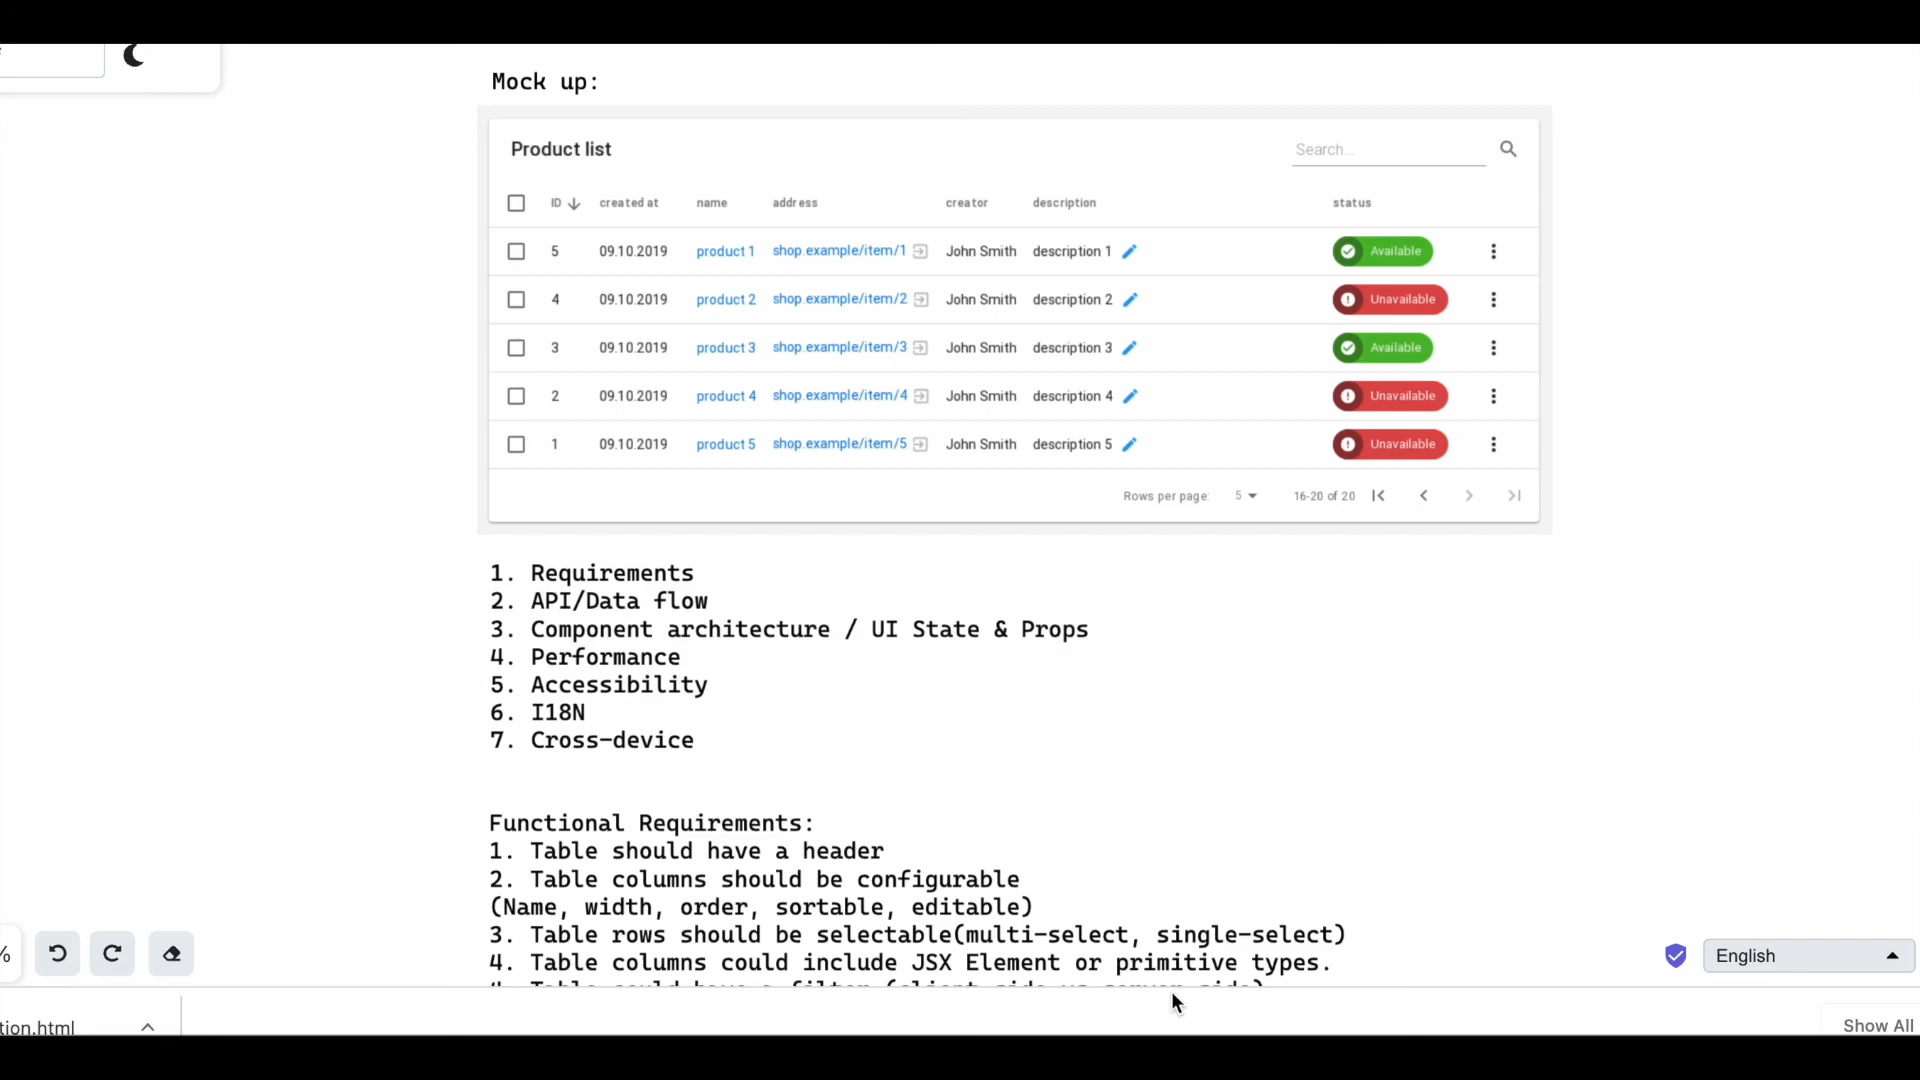 Mock up:
Product list
Search...
ID created at name address creator description status
5 09.10.2019 product 1 shop.example/item/1 John Smith description 1 Available
4 09.10.2019 product 2 shop.example/item/2 John Smith description 2 Unavailable
3 09.10.2019 product 3 shop.example/item/3 John Smith description 3 Available
2 09.10.2019 product 4 shop.example/item/4 John Smith description 4 Unavailable
1 09.10.2019 product 5 shop.example/item/5 John Smith description 5 Unavailable
Rows per page: 5 16-20 of 20
1. Requirements
2. API/Data flow
3. Component architecture / UI State & Props
4. Performance
5. Accessibility
6. I18N
7. Cross-device
Functional Requirements:
1. Table should have a header
2. Table columns should be configurable
(Name, width, order, sortable, editable)
3. Table rows should be selectable(multi-select, single-select)
4. Table columns could include JSX Element or primitive types.
%
English
tion.html
Show All